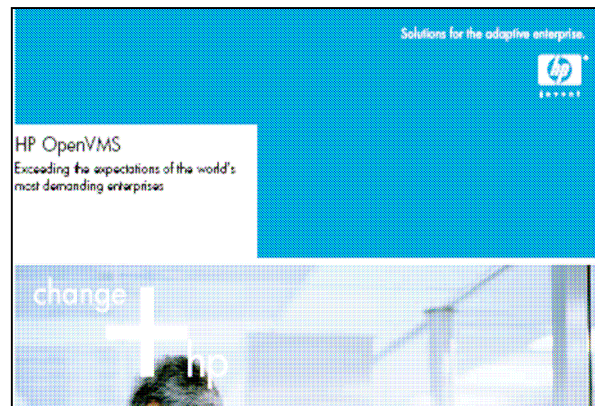 Solutions for the adaptive enterprise.
hp
invent
HP OpenVMS
Exceeding the expectations of the world's
most demanding enterprises
change
+
hp